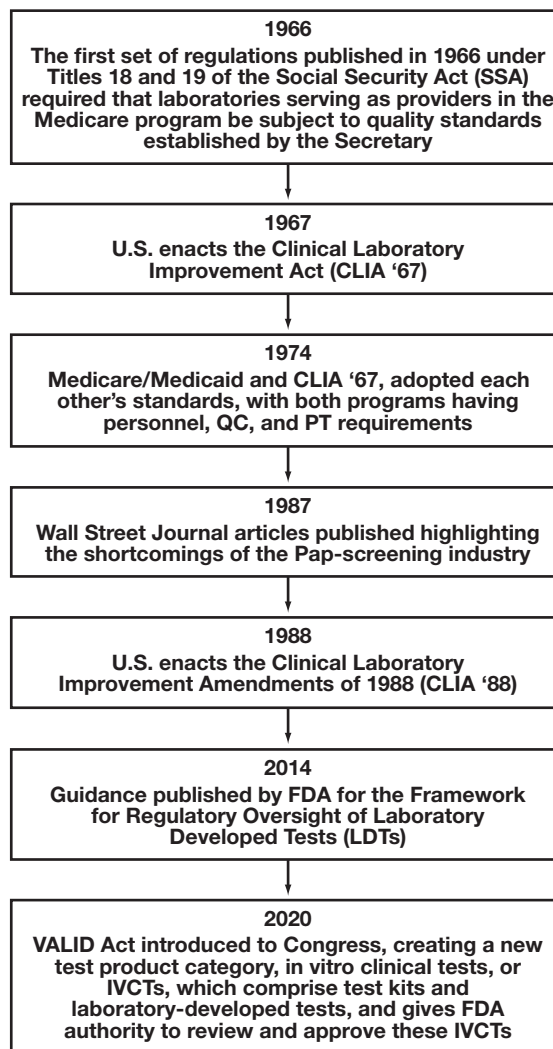 1966
The first set of regulations published in 1966 under
Titles 18 and 19 of the Social Security Act (SSA)
required that laboratories serving as providers in the
Medicare program be subject to quality standards
established by the Secretary
1967
U.S. enacts the Clinical Laboratory
Improvement Act (CLIA ‘67)
1974
Medicare/Medicaid and CLIA ‘67, adopted each
other’s standards, with both programs having
personnel, QC, and PT requirements
1987
Wall Street Journal articles published highlighting
the shortcomings of the Pap-screening industry
1988
U.S. enacts the Clinical Laboratory
Improvement Amendments of 1988 (CLIA ‘88)
2014
Guidance published by FDA for the Framework
for Regulatory Oversight of Laboratory
Developed Tests (LDTs)
2020
VALID Act introduced to Congress, creating a new
test product category, in vitro clinical tests, or
IVCTs, which comprise test kits and
laboratory-developed tests, and gives FDA
authority to review and approve these IVCTs